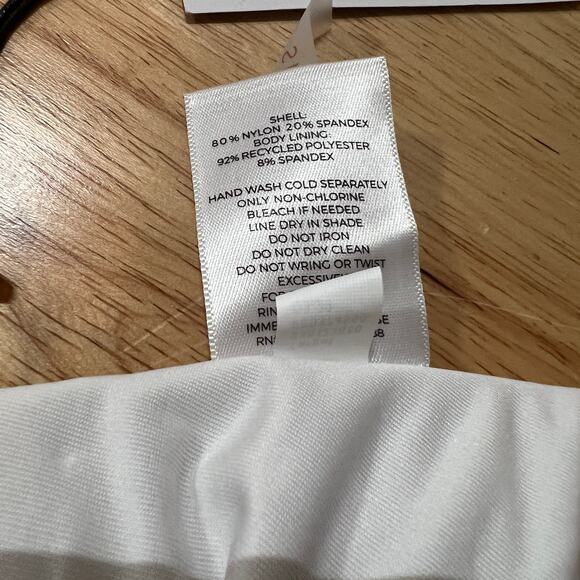 S
SHELL:
80% NYLON 20% SPANDEX
BODY LINING:
92% RECYCLED POLYESTER
8% SPANDEX
HAND WASH COLD SEPARATELY
ONLY NON-CHLORINE
BLEACH IF NEEDED
LINE DRY IN SHADE
DO NOT IRON
DO NOT DRY CLEAN
DO NOT WRING OR TWIST